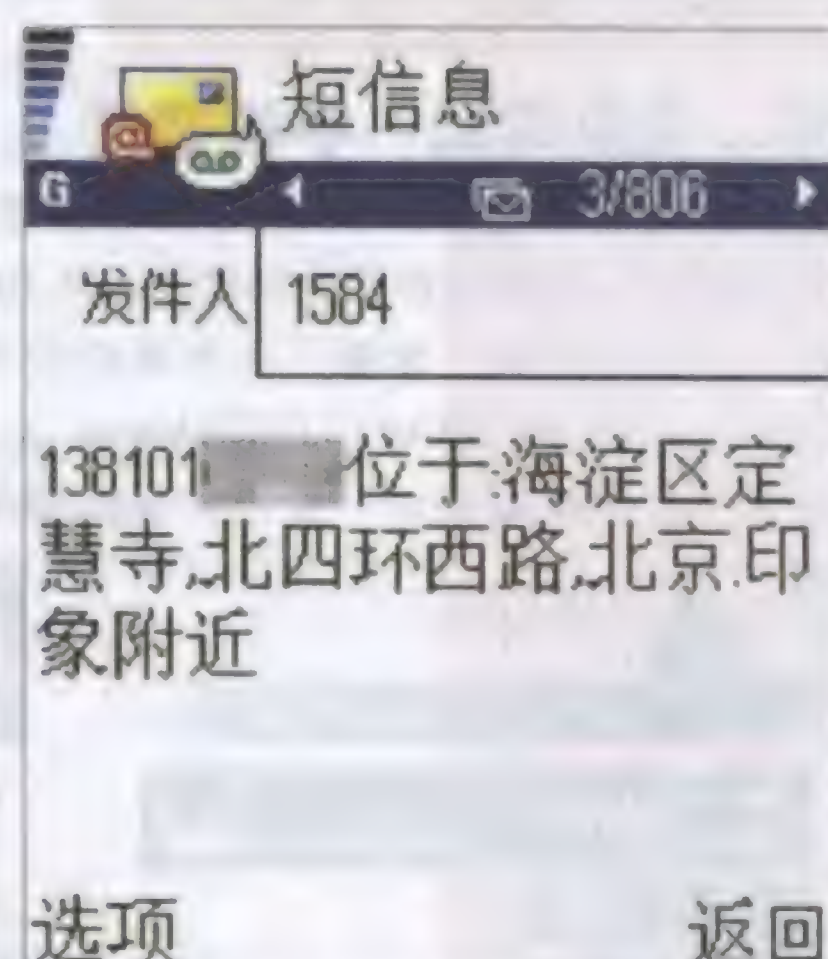 短信息
G 3/806
发件人 1584
138101 位于:海淀区定
慧寺,北四环西路,北京.印
象附近
选项 返回